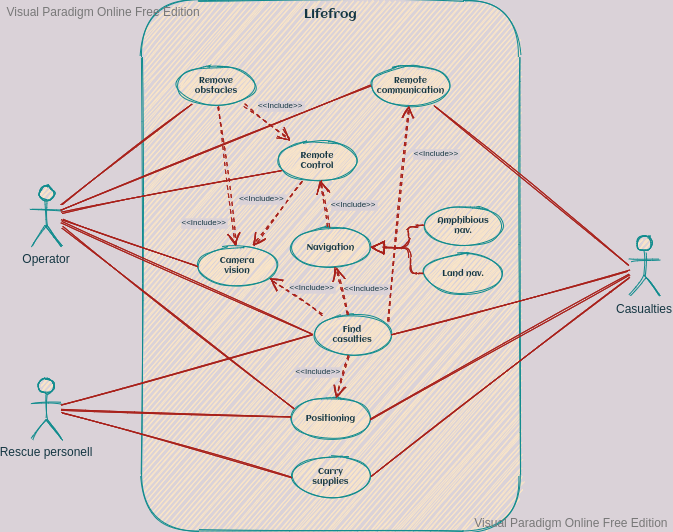 Visual Paradigm Online Free Edition
LIfefrog
Remove
obstacles
Remote
communication
<<Include>>
Remote
Control
<<Include>>
<<Include>>
<<Include>>
<<Include>>
Amphibious
nav.
Navigation
Camera
vision
Land nav.
Operator
<<Include>>
<<Include>>
Casualties
Find
casualties
<<Include>>
Positioning
Rescue personell
Carry
supplies
Visual Paradigm Online Free Edition